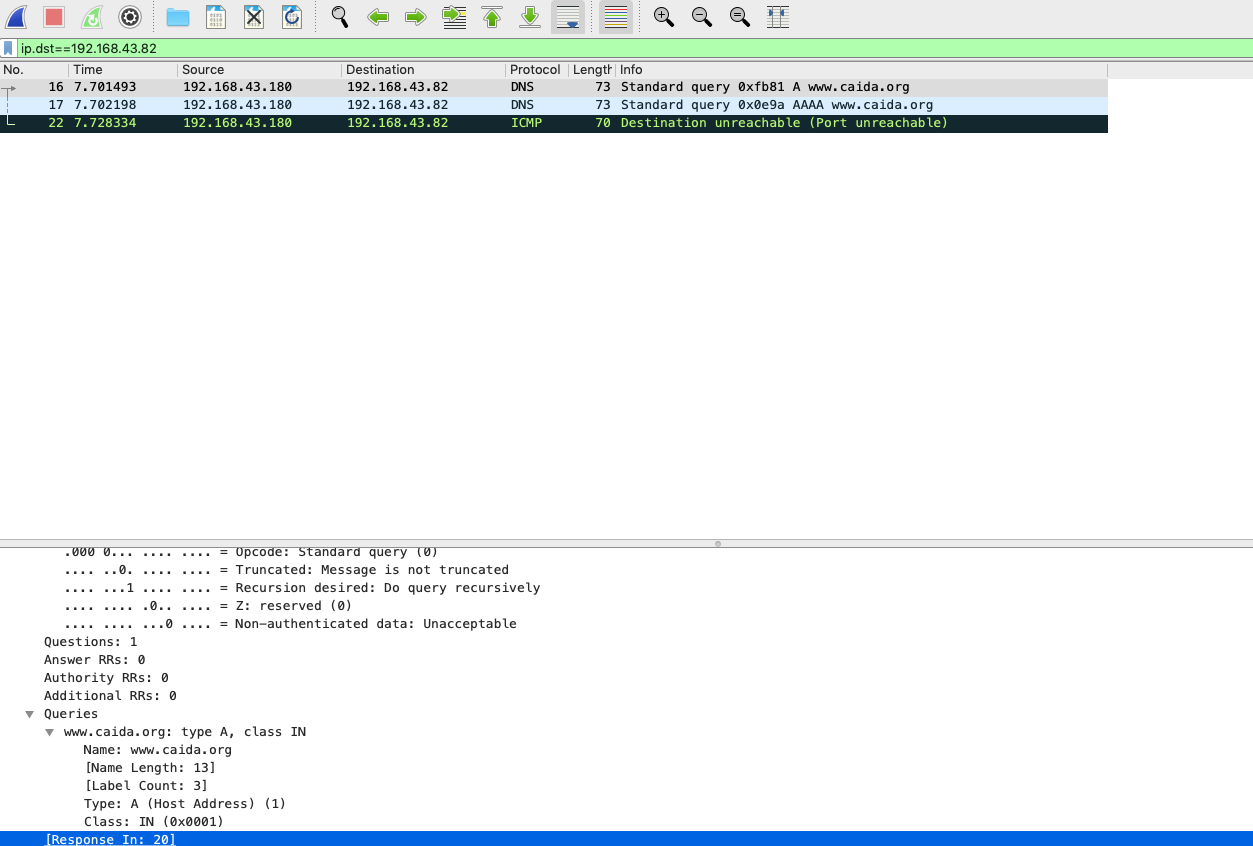 ip.dst==192.168.43.82
No. Time Source Destination Protocol Length Info
16 7.701493 192.168.43.180 192.168.43.82 DNS 73 Standard query 0xfb81 A www.caida.org
17 7.702198 192.168.43.180 192.168.43.82 DNS 73 Standard query 0x0e9a AAAA www.caida.org
22 7.728334 192.168.43.180 192.168.43.82 ICMP 70 Destination unreachable (Port unreachable)
.000 0... .... .... = Opcode: Standard query (0)
.... ..0. .... .... = Truncated: Message is not truncated
.... ...1 .... .... = Recursion desired: Do query recursively
.... .... .0.. .... = Z: reserved (0)
.... .... ...0 .... = Non-authenticated data: Unacceptable
Questions: 1
Answer RRs: 0
Authority RRs: 0
Additional RRs: 0
Queries
www.caida.org: type A, class IN
Name: www.caida.org
[Name Length: 13]
[Label Count: 3]
Type: A (Host Address) (1)
Class: IN (0x0001)
[Response In: 20]